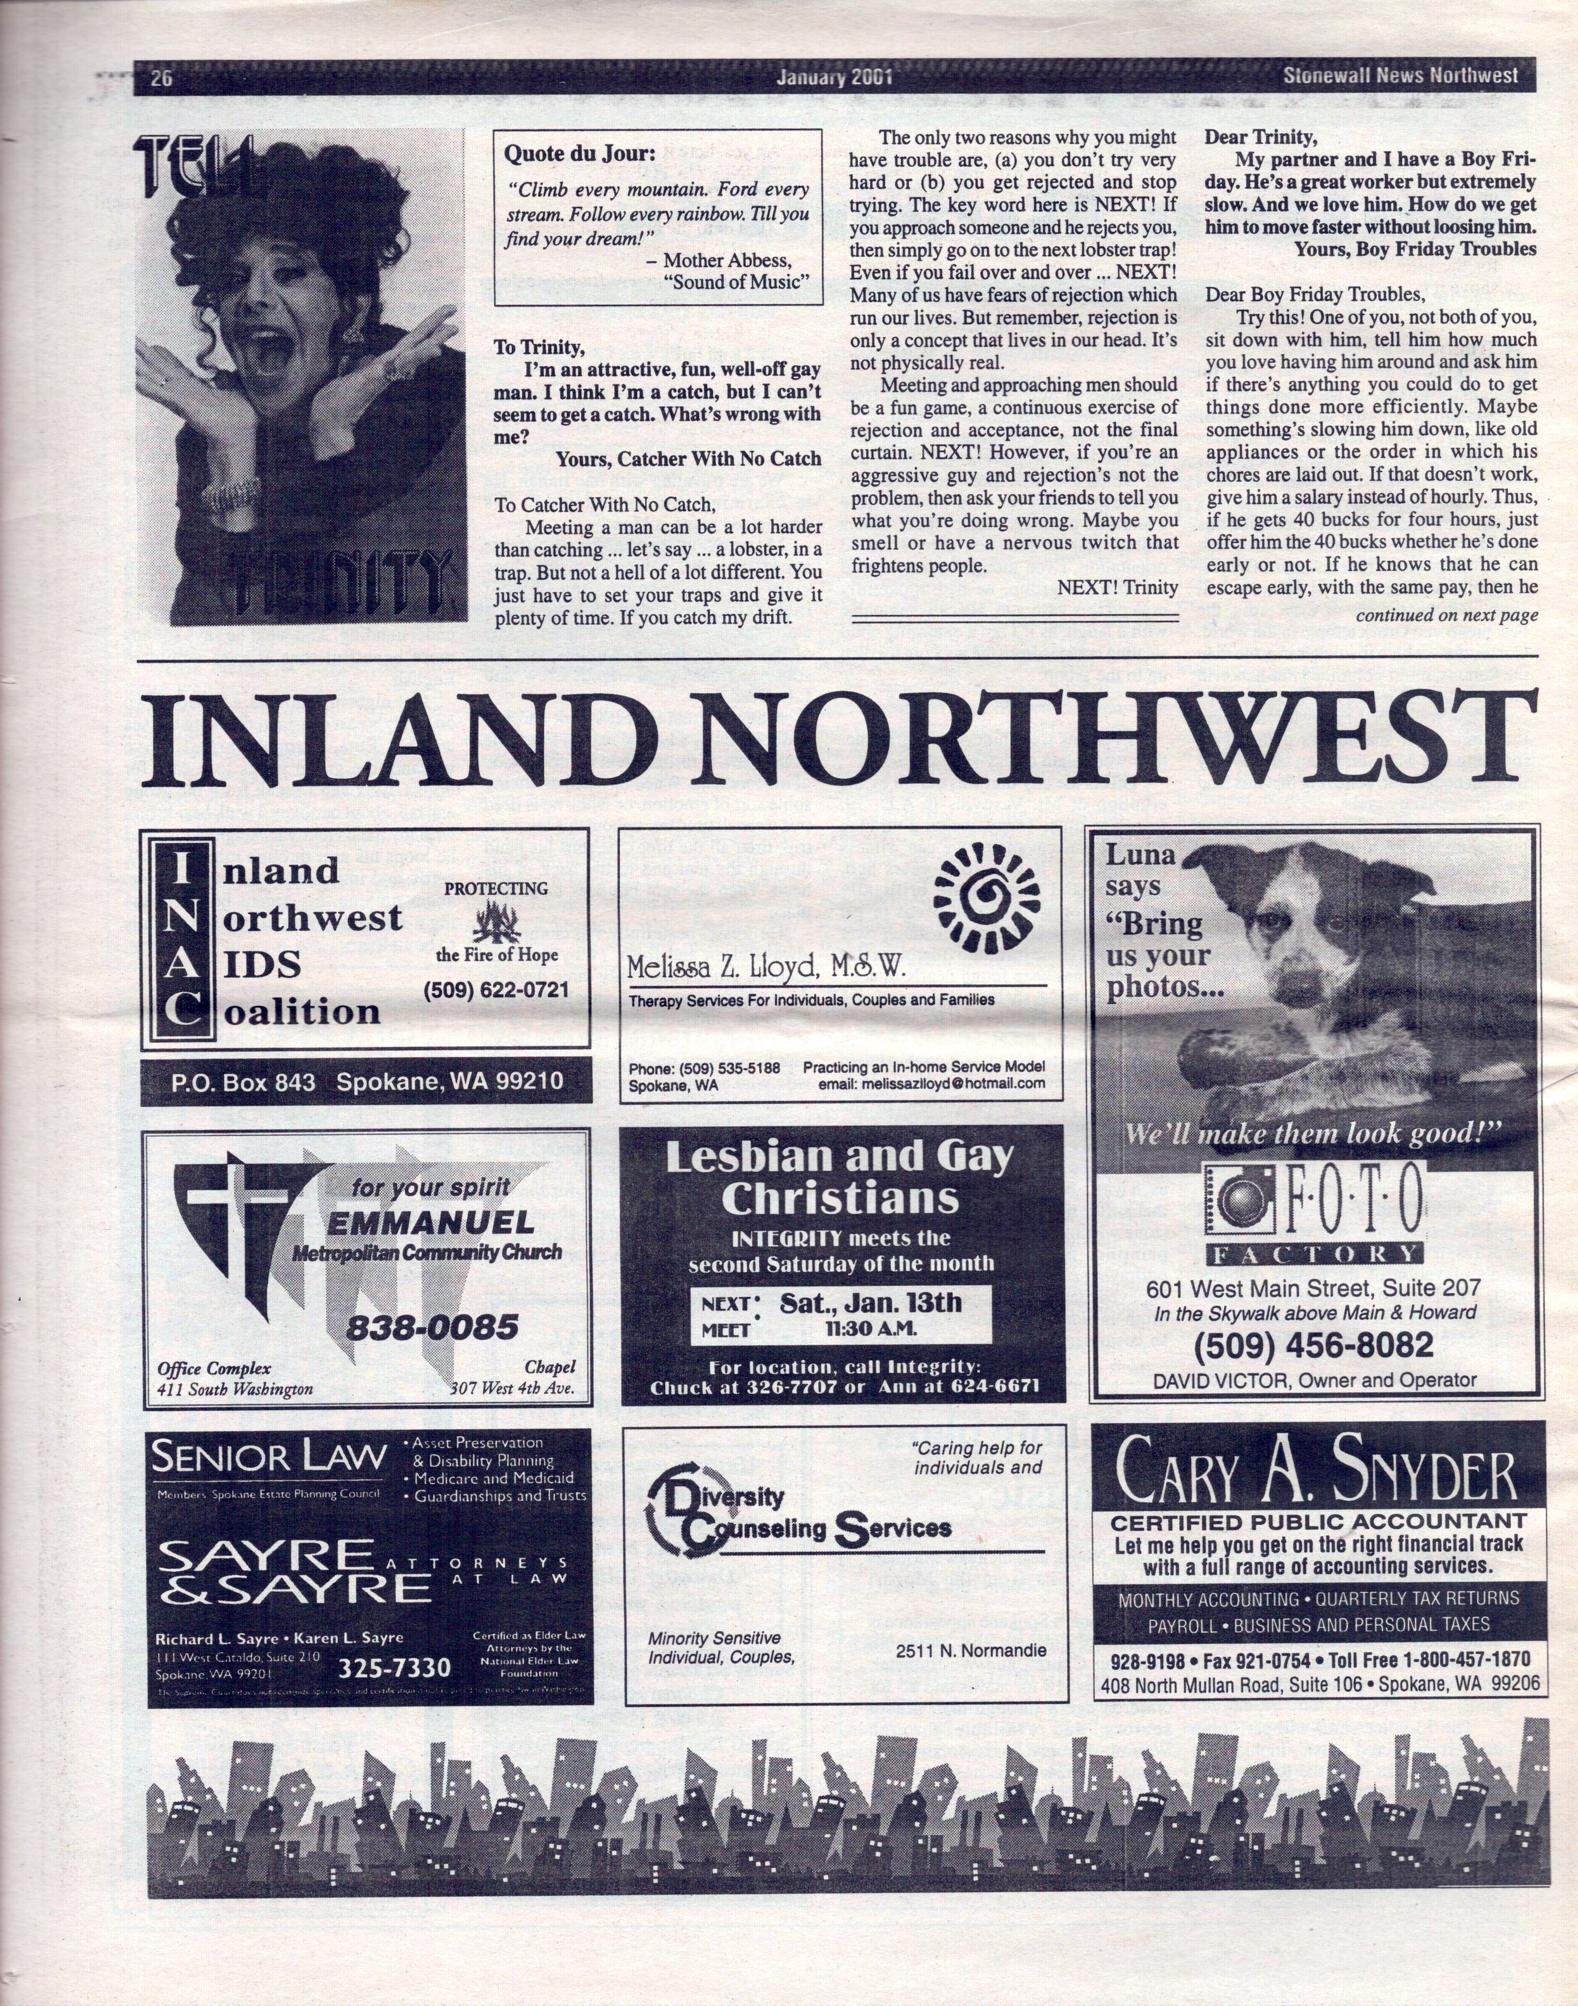 26
January 2001
Stonewall News Northwest
TELL
TRINITY
Quote du Jour:
“Climb every mountain. Ford every
stream. Follow every rainbow. Till you
find your dream!”
– Mother Abbess,
“Sound of Music”
To Trinity,
I'm an attractive, fun, well-off gay
man. I think I'm a catch, but I can't
seem to get a catch. What's wrong with
me?
Yours, Catcher With No Catch
To Catcher With No Catch,
Meeting a man can be a lot harder
than catching ... let's say ... a lobster, in a
trap. But not a hell of a lot different. You
just have to set your traps and give it
plenty of time. If you catch my drift.
The only two reasons why you might
have trouble are, (a) you don't try very
hard or (b) you get rejected and stop
trying. The key word here is NEXT! If
you approach someone and he rejects you,
then simply go on to the next lobster trap!
Even if you fail over and over ... NEXT!
Many of us have fears of rejection which
run our lives. But remember, rejection is
only a concept that lives in our head. It's
not physically real.
Meeting and approaching men should
be a fun game, a continuous exercise of
rejection and acceptance, not the final
curtain. NEXT! However, if you're an
aggressive guy and rejection's not the
problem, then ask your friends to tell you
what you're doing wrong. Maybe you
smell or have a nervous twitch that
frightens people.
NEXT! Trinity
Dear Trinity,
My partner and I have a Boy Fri-
day. He's a great worker but extremely
slow. And we love him. How do we get
him to move faster without loosing him.
Yours, Boy Friday Troubles
Dear Boy Friday Troubles,
Try this! One of you, not both of you,
sit down with him, tell him how much
you love having him around and ask him
if there's anything you could do to get
things done more efficiently. Maybe
something's slowing him down, like old
appliances or the order in which his
chores are laid out. If that doesn't work,
give him a salary instead of hourly. Thus,
if he gets 40 bucks for four hours, just
offer him the 40 bucks whether he's done
early or not. If he knows that he can
escape early, with the same pay, then he
continued on next page
INLAND NORTHWEST
Inland
Northwest
AIDS
Coalition
PROTECTING
the Fire of Hope
(509) 622-0721
P.O. Box 843 Spokane, WA 99210
Melissa Z. Lloyd, M.S.W.
Therapy Services For Individuals, Couples and Families
Phone: (509) 535-5188 Practicing an In-home Service Model
Spokane, WA email: melissazlloyd@hotmail.com
Luna
says
“Bring
us your
photos...
We'll make them look good!”
F·O·T·O
FACTORY
601 West Main Street, Suite 207
In the Skywalk above Main & Howard
(509) 456-8082
DAVID VICTOR, Owner and Operator
for your spirit
EMMANUEL
Metropolitan Community Church
838-0085
Office Complex Chapel
411 South Washington 307 West 4th Ave.
Lesbian and Gay
Christians
INTEGRITY meets the
second Saturday of the month
NEXT: Sat., Jan. 13th
MEET 11:30 A.M.
For location, call Integrity:
Chuck at 326-7707 or Ann at 624-6671
SENIOR LAW
Members, Spokane Estate Planning Council
• Asset Preservation
& Disability Planning
• Medicare and Medicaid
• Guardianships and Trusts
SAYRE
&SAYRE
ATTORNEYS
AT LAW
Richard L. Sayre • Karen L. Sayre
111 West Cataldo, Suite 210
Spokane, WA 99201
325-7330
Certified as Elder Law
Attorneys by the
National Elder Law
Foundation
“Caring help for
individuals and
Diversity
Counseling Services
Minority Sensitive
Individual, Couples,
2511 N. Normandie
CARY A. SNYDER
CERTIFIED PUBLIC ACCOUNTANT
Let me help you get on the right financial track
with a full range of accounting services.
MONTHLY ACCOUNTING • QUARTERLY TAX RETURNS
PAYROLL • BUSINESS AND PERSONAL TAXES
928-9198 • Fax 921-0754 • Toll Free 1-800-457-1870
408 North Mullan Road, Suite 106 • Spokane, WA 99206